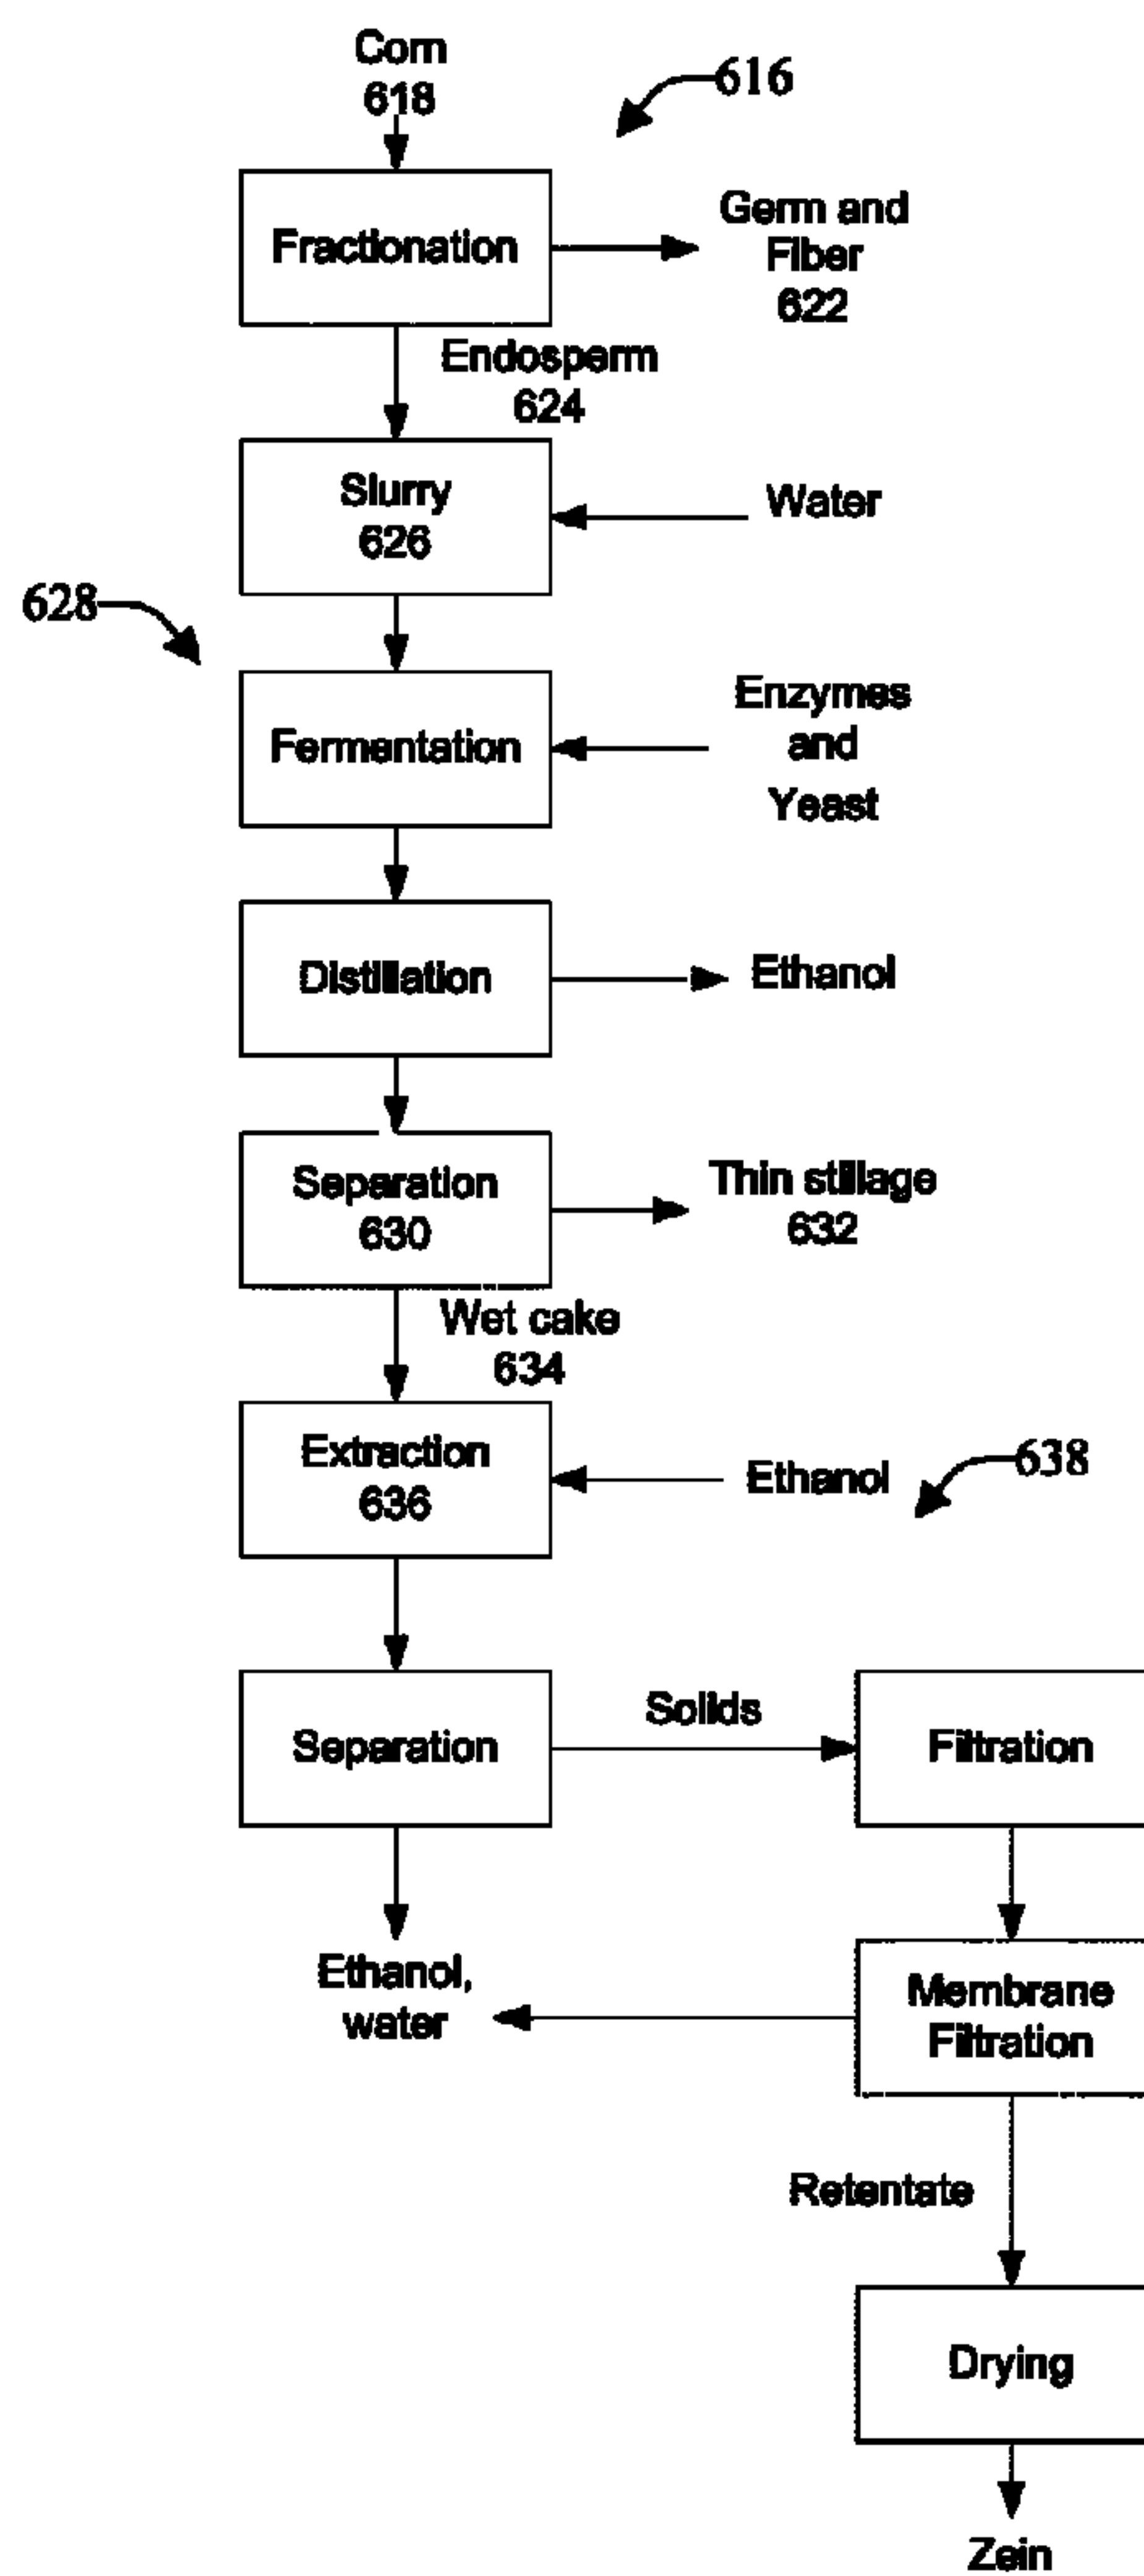 Corn
618
616
Fractionation
Germ and
Fiber
622
Endosperm
624
Slurry
626
Water
628
Fermentation
Enzymes
and
Yeast
Distillation
Ethanol
Separation
630
Thin stillage
632
Wet cake
634
Extraction
636
Ethanol
638
Separation
Solids
Filtration
Ethanol,
water
Membrane
Filtration
Retentate
Drying
Zein